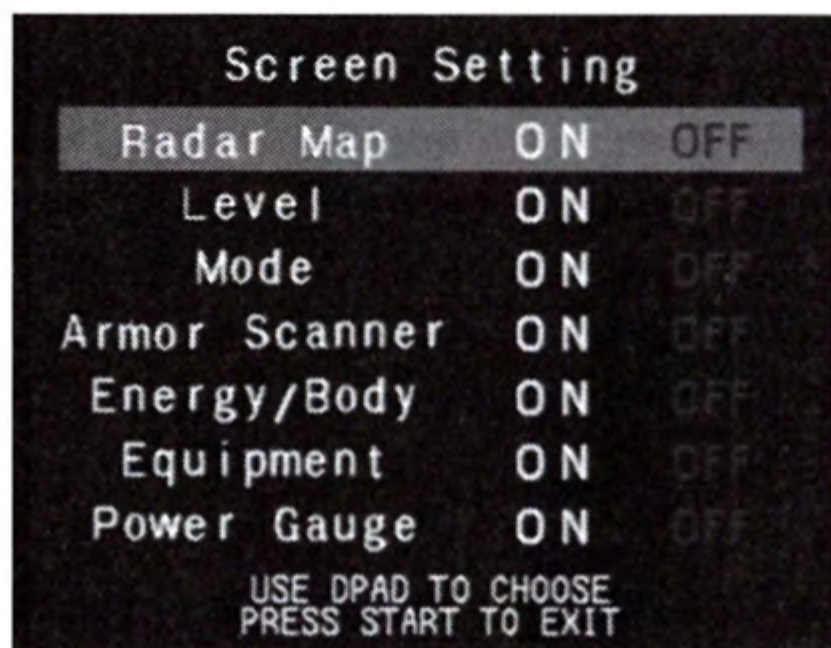 Screen Setting
Radar Map ON OFF
Level ON OFF
Mode ON OFF
Armor Scanner ON OFF
Energy/Body ON OFF
Equipment ON OFF
Power Gauge ON OFF
USE DPAD TO CHOOSE
PRESS START TO EXIT